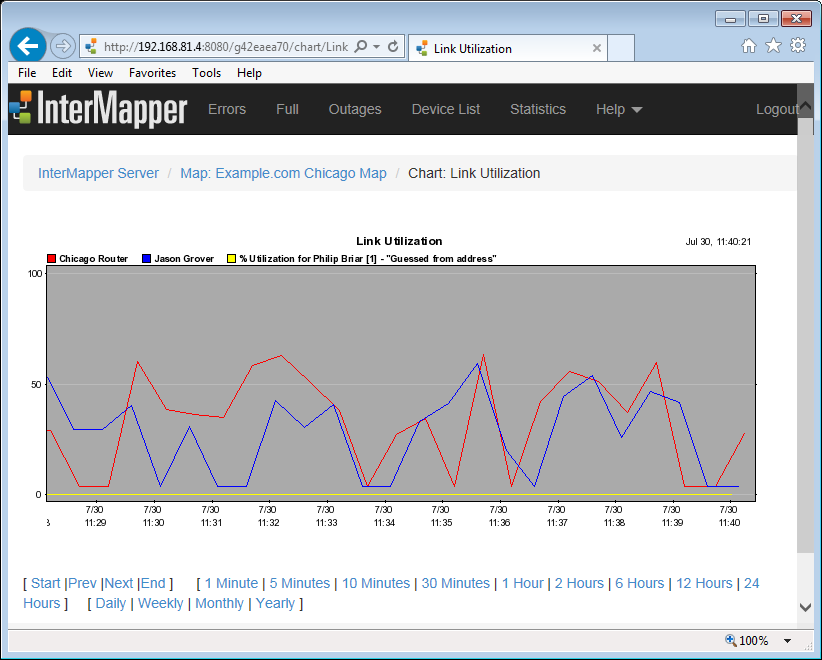 http://192.168.81.4:8080/g42eaea70/chart/Link
Link Utilization
File Edit View Favorites Tools Help
InterMapper Errors Full Outages Device List Statistics Help Logout
InterMapper Server / Map: Example.com Chicago Map / Chart: Link Utilization
Link Utilization
Jul 30, 11:40:21
Chicago Router Jason Grover % Utilization for Philip Briar [1] - "Guessed from address"
100
50
0
7/30 7/30 7/30 7/30 7/30 7/30 7/30 7/30 7/30 7/30 7/30 7/30
11:29 11:30 11:31 11:32 11:33 11:34 11:35 11:36 11:37 11:38 11:39 11:40
[ Start |Prev |Next |End ] [ 1 Minute | 5 Minutes | 10 Minutes | 30 Minutes | 1 Hour | 2 Hours | 6 Hours | 12 Hours | 24
Hours ] [ Daily | Weekly | Monthly | Yearly ]
100%